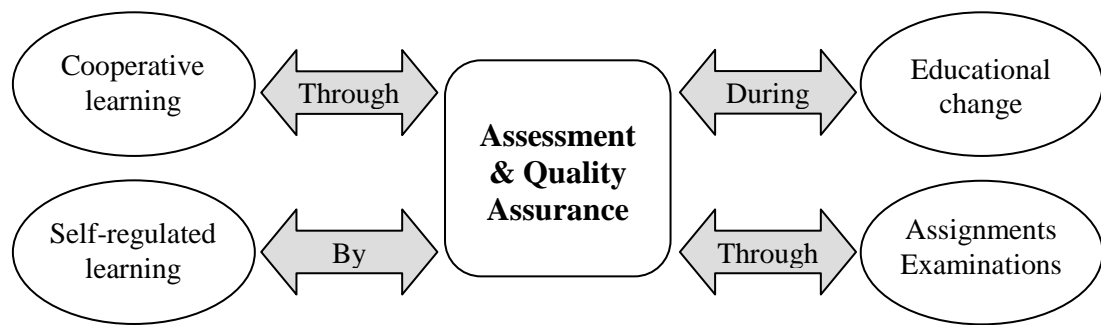 Cooperative
learning
Through
Assessment
& Quality
Assurance
During
Educational
change
Self-regulated
learning
By
Through
Assignments
Examinations